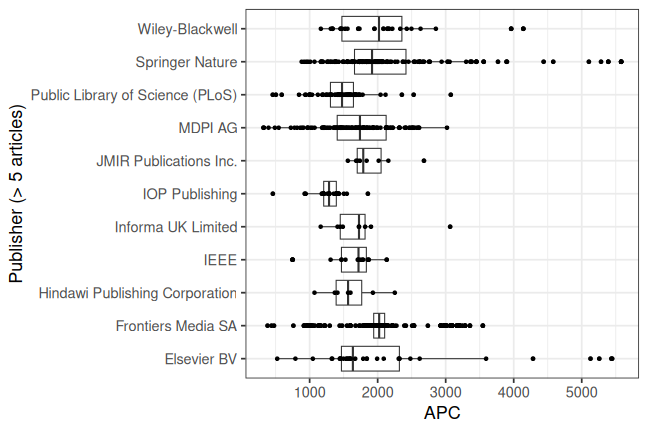 Publisher (> 5 articles)
Wiley-Blackwell
Springer Nature
Public Library of Science (PLoS)
MDPI AG
JMIR Publications Inc.
IOP Publishing
Informa UK Limited
IEEE
Hindawi Publishing Corporation
Frontiers Media SA
Elsevier BV
1000 2000 3000 4000 5000
APC